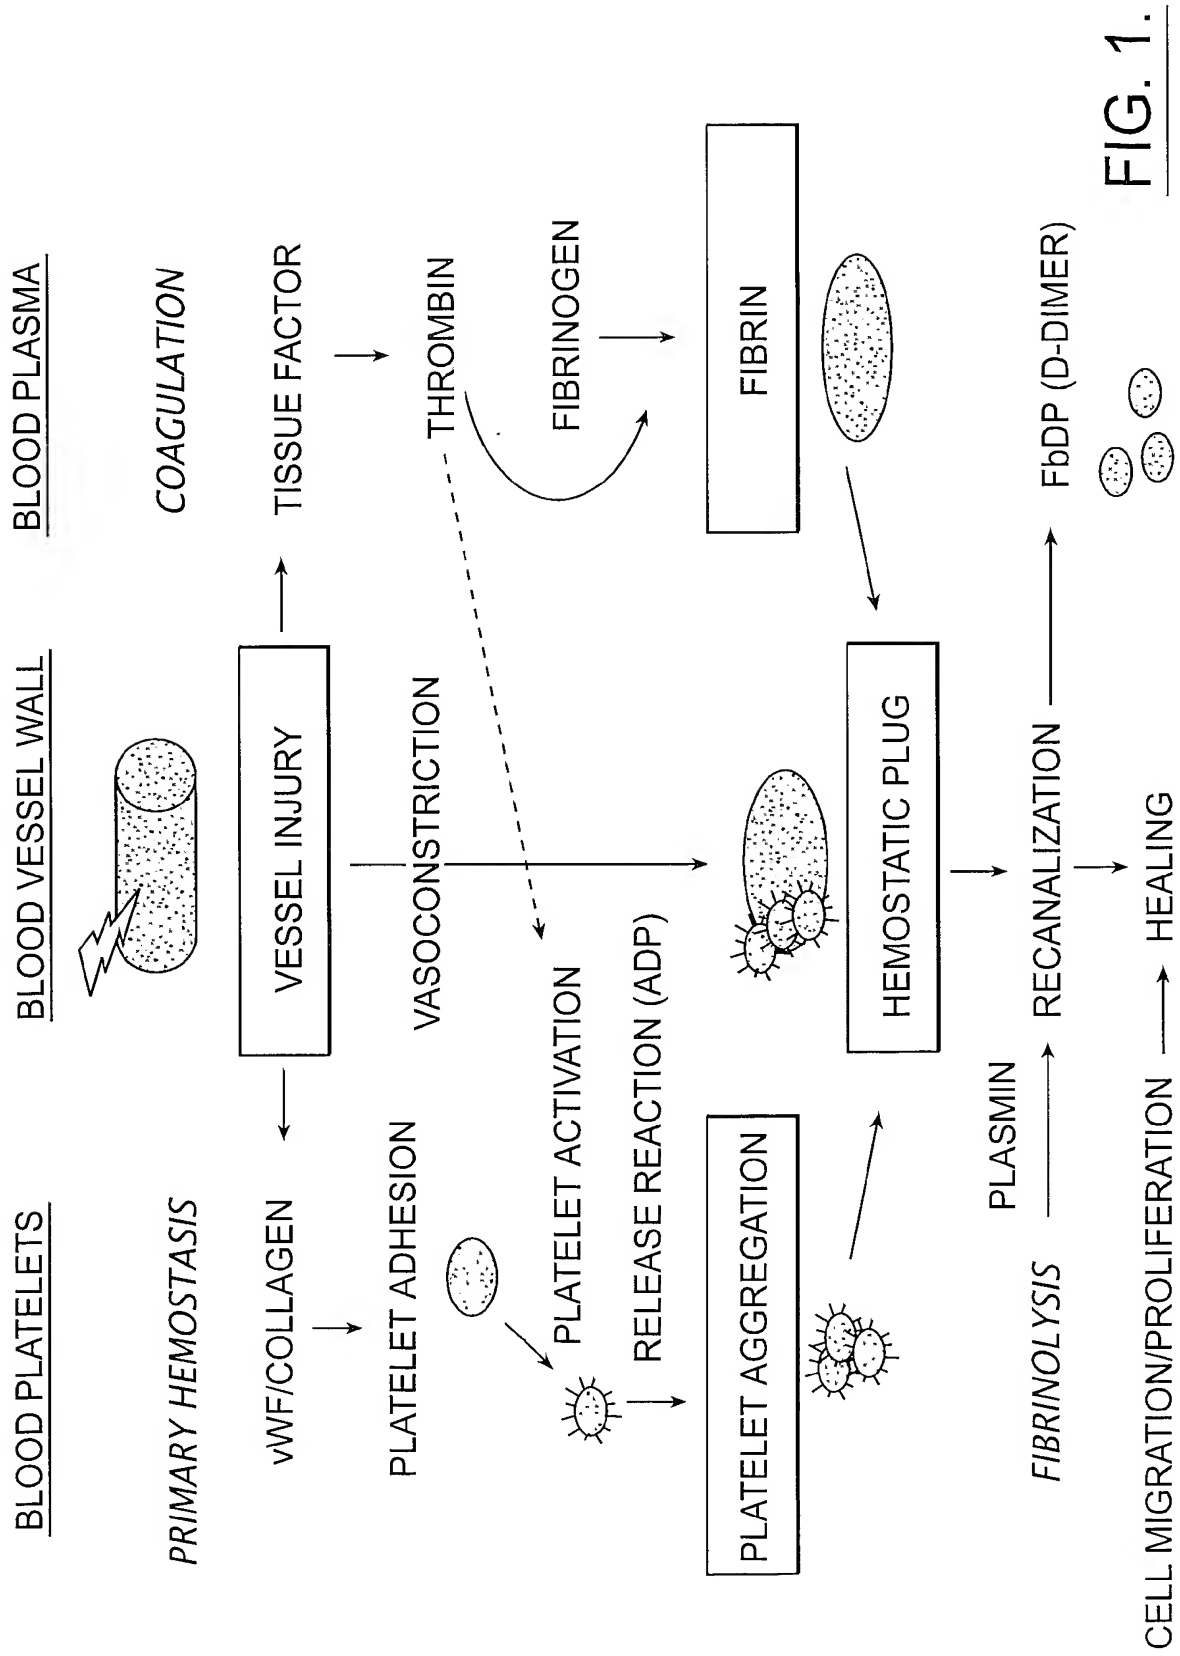 BLOOD PLATELETS
BLOOD VESSEL WALL
BLOOD PLASMA
PRIMARY HEMOSTASIS
COAGULATION
vWF/COLLAGEN
VESSEL INJURY
TISSUE FACTOR
PLATELET ADHESION
VASOCONSTRICTION
THROMBIN
PLATELET ACTIVATION
FIBRINOGEN
RELEASE REACTION (ADP)
PLATELET AGGREGATION
FIBRIN
HEMOSTATIC PLUG
PLASMIN
FIBRINOLYSIS
RECANALIZATION
FbDP (D-DIMER)
CELL MIGRATION/PROLIFERATION
HEALING
FIG. 1.